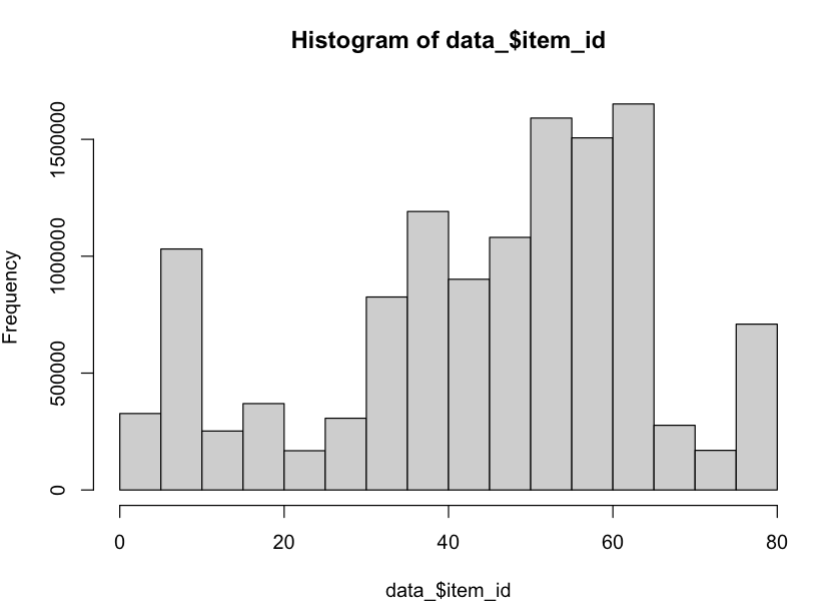 Histogram of data_$item_id
Frequency
1500000
1000000
500000
0
0 20 40 60 80
data_$item_id